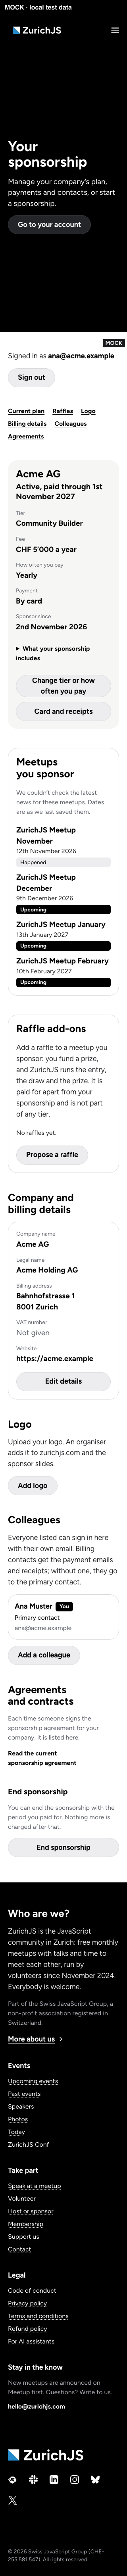 MOCK - local test data
ZurichJS
Your
sponsorship
Manage your company's plan,
payments and contacts, or start
a sponsorship.
Go to your account
MOCK
Signed in as ana@acme.example
Sign out
Current plan Raffles Logo
Billing details Colleagues
Agreements
Acme AG
Active, paid through 1st
November 2027
Tier
Community Builder
Fee
CHF 5'000 a year
How often you pay
Yearly
Payment
By card
Sponsor since
2nd November 2026
What your sponsorship
includes
Change tier or how
often you pay
Card and receipts
Meetups
you sponsor
We couldn't check the latest
news for these meetups. Dates
are as we last saved them.
ZurichJS Meetup
November
12th November 2026
Happened
ZurichJS Meetup
December
9th December 2026
Upcoming
ZurichJS Meetup January
13th January 2027
Upcoming
ZurichJS Meetup February
10th February 2027
Upcoming
Raffle add-ons
Add a raffle to a meetup you
sponsor: you fund a prize,
and ZurichJS runs the entry,
the draw and the prize. It is
paid for apart from your
sponsorship and is not part
of any tier.
No raffles yet.
Propose a raffle
Company and
billing details
Company name
Acme AG
Legal name
Acme Holding AG
Billing address
Bahnhofstrasse 1
8001 Zurich
VAT number
Not given
Website
https://acme.example
Edit details
Logo
Upload your logo. An organiser
adds it to zurichjs.com and the
sponsor slides.
Add logo
Colleagues
Everyone listed can sign in here
with their own email. Billing
contacts get the payment emails
and receipts; without one, they go
to the primary contact.
Ana Muster You
Primary contact
ana@acme.example
Add a colleague
Agreements
and contracts
Each time someone signs the
sponsorship agreement for your
company, it is listed here.
Read the current
sponsorship agreement
End sponsorship
You can end the sponsorship with the
period you paid for. Nothing more is
charged after that.
End sponsorship
Who are we?
ZurichJS is the JavaScript
community in Zurich: free monthly
meetups with talks and time to
meet each other, run by
volunteers since November 2024.
Everybody is welcome.
Part of the Swiss JavaScript Group, a
non-profit association registered in
Switzerland.
More about us
Events
Upcoming events
Past events
Speakers
Photos
Today
ZurichJS Conf
Take part
Speak at a meetup
Volunteer
Host or sponsor
Membership
Support us
Contact
Legal
Code of conduct
Privacy policy
Terms and conditions
Refund policy
For AI assistants
Stay in the know
New meetups are announced on
Meetup first. Questions? Write to us.
hello@zurichjs.com
ZurichJS
© 2026 Swiss JavaScript Group (CHE-
255.581.547). All rights reserved.